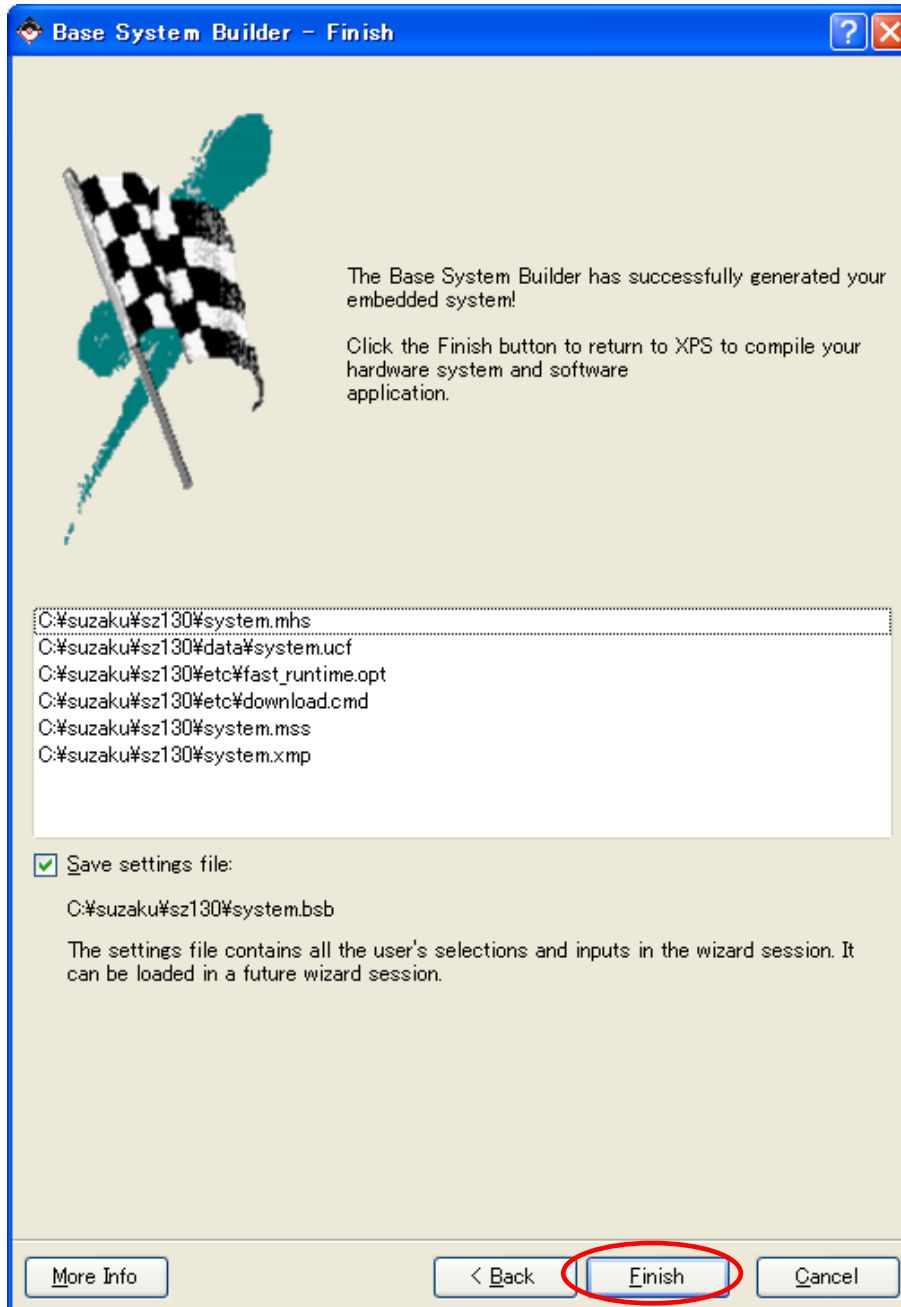 Base System Builder - Finish
The Base System Builder has successfully generated your
embedded system!
Click the Finish button to return to XPS to compile your
hardware system and software
application.
C:¥suzaku¥sz130¥system.mhs
C:¥suzaku¥sz130¥data¥system.ucf
C:¥suzaku¥sz130¥etc¥fast_runtime.opt
C:¥suzaku¥sz130¥etc¥download.cmd
C:¥suzaku¥sz130¥system.mss
C:¥suzaku¥sz130¥system.xmp
Save settings file:
C:¥suzaku¥sz130¥system.bsb
The settings file contains all the user's selections and inputs in the wizard session. It
can be loaded in a future wizard session.
More Info
< Back
Finish
Cancel